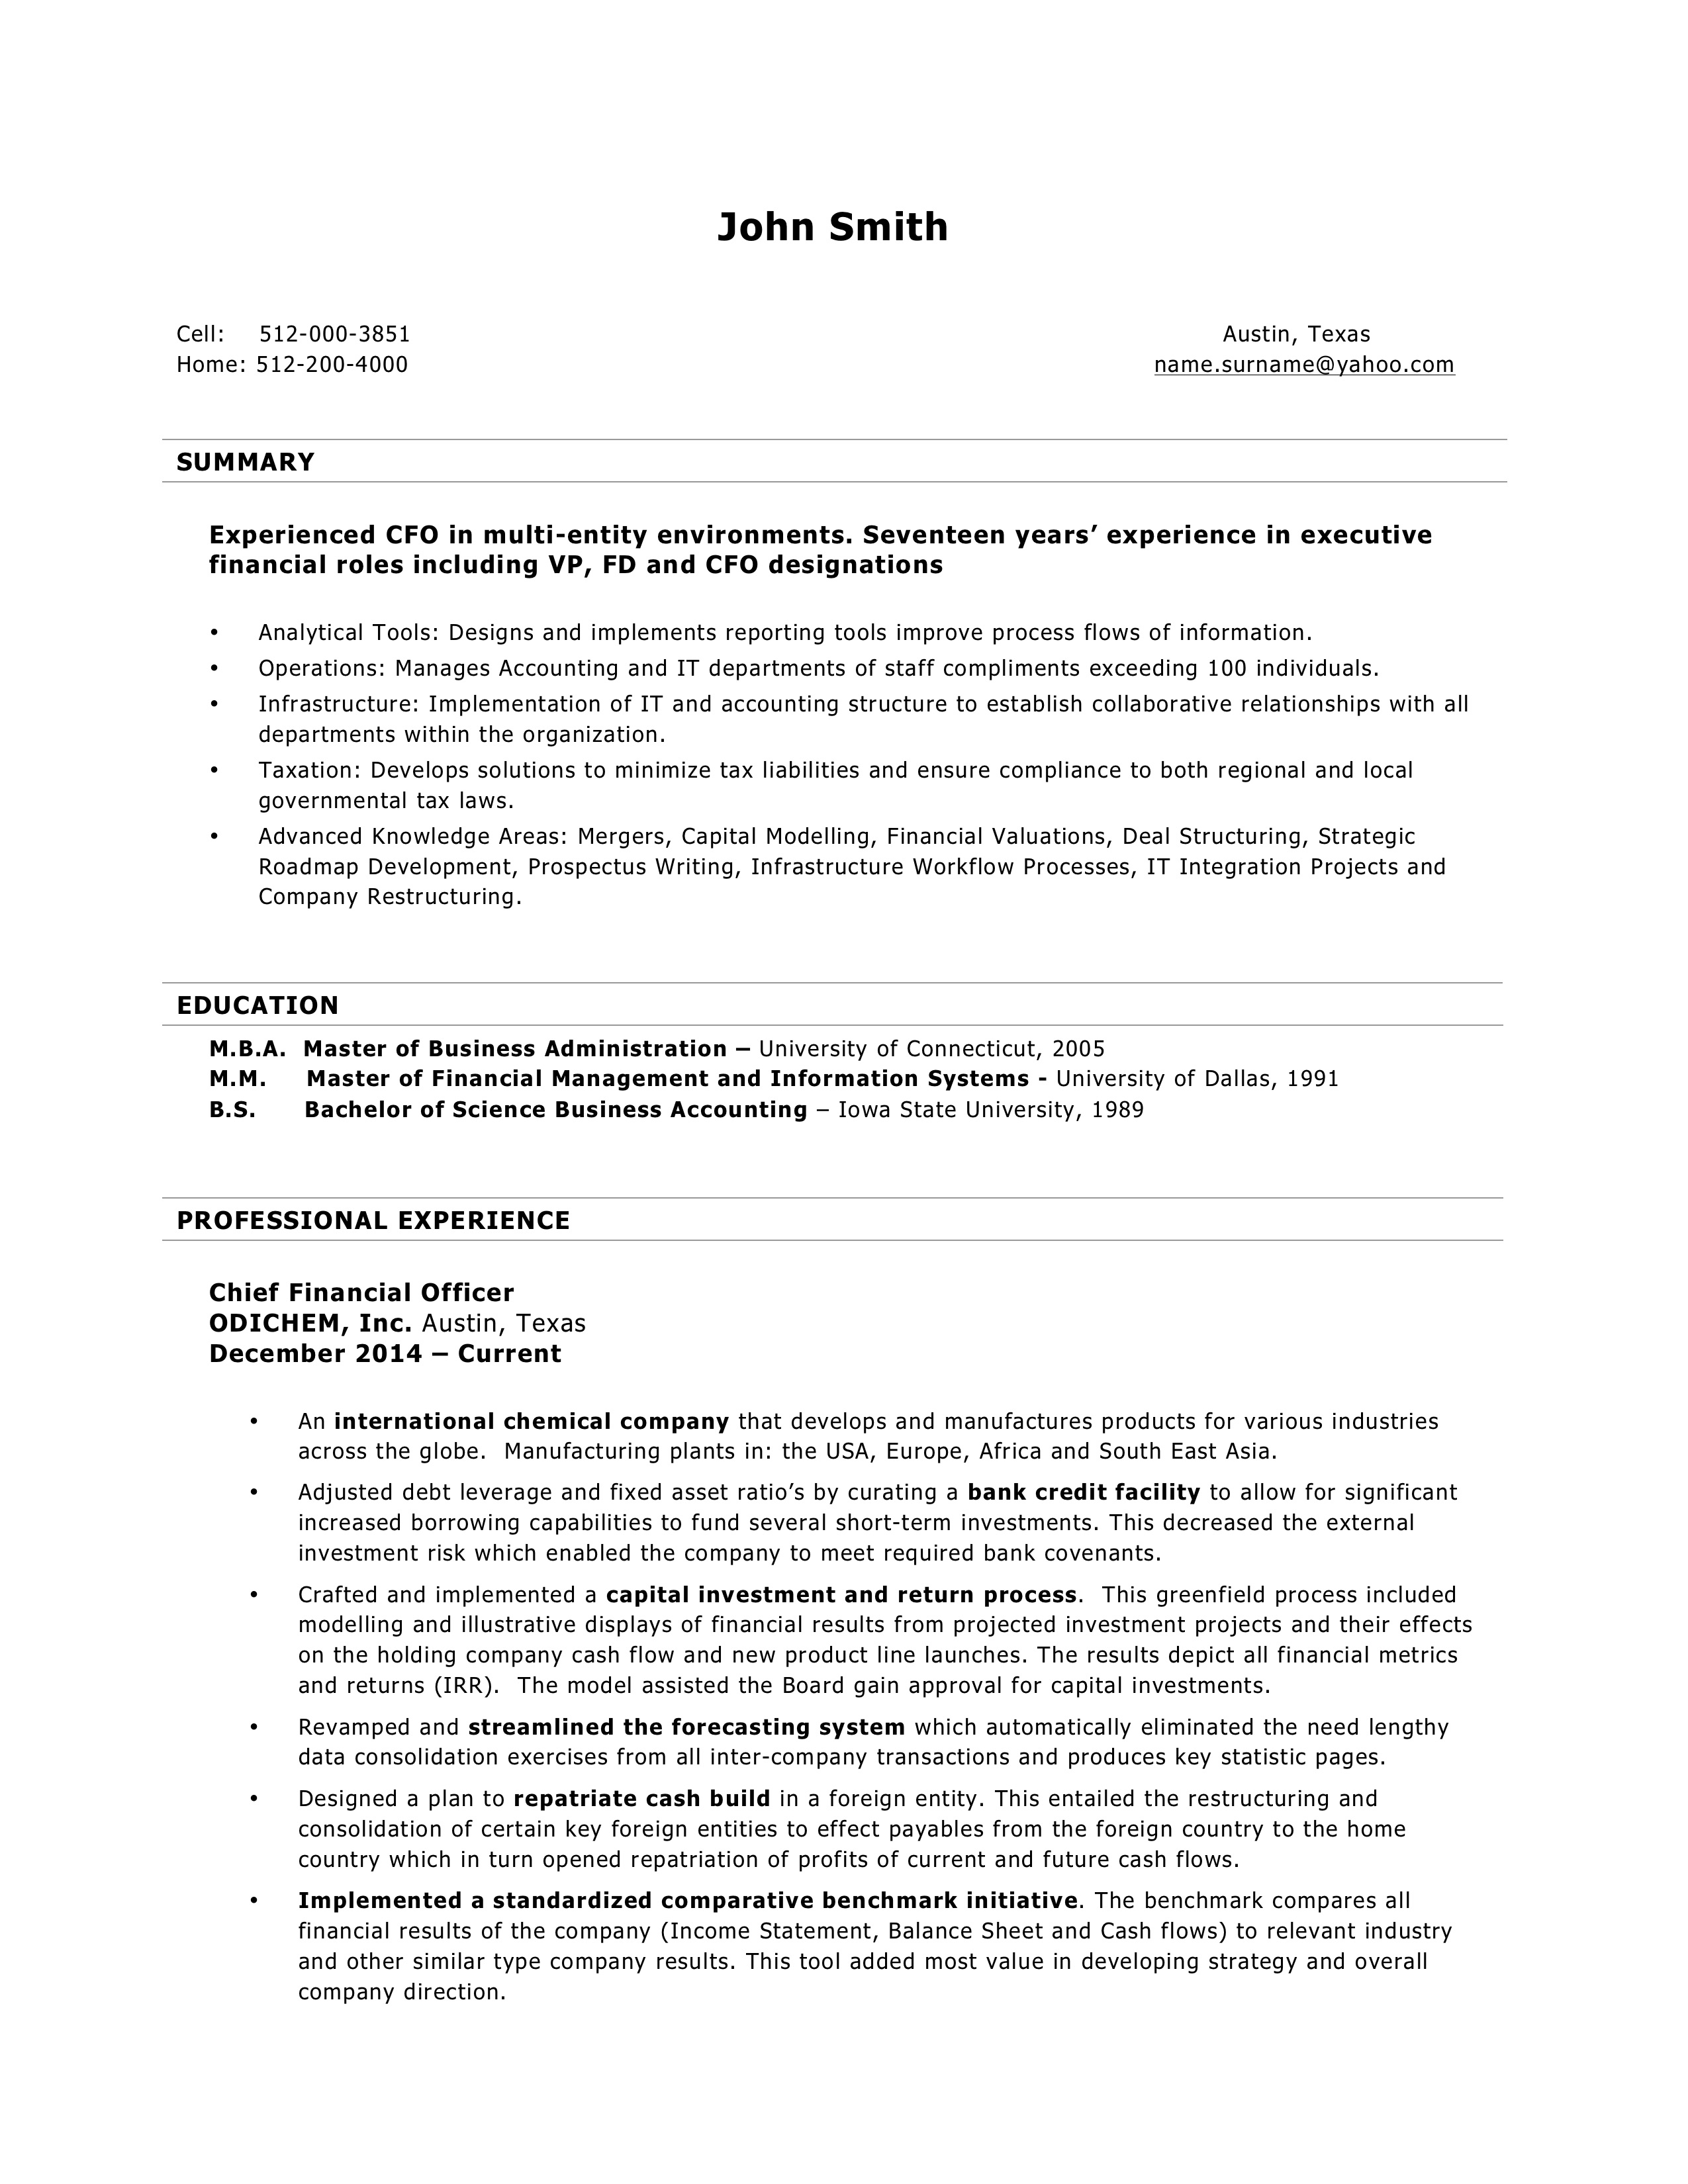 John Smith
Cell: 512-000-3851
Austin, Texas
Home: 512-200-4000
name.surname@yahoo.com
SUMMARY
Experienced CFO in multi-entity environments. Seventeen years’ experience in executive
financial roles including VP, FD and CFO designations
• Analytical Tools: Designs and implements reporting tools improve process flows of information.
• Operations: Manages Accounting and IT departments of staff compliments exceeding 100 individuals.
• Infrastructure: Implementation of IT and accounting structure to establish collaborative relationships with all
departments within the organization.
• Taxation: Develops solutions to minimize tax liabilities and ensure compliance to both regional and local
governmental tax laws.
• Advanced Knowledge Areas: Mergers, Capital Modelling, Financial Valuations, Deal Structuring, Strategic
Roadmap Development, Prospectus Writing, Infrastructure Workflow Processes, IT Integration Projects and
Company Restructuring.
EDUCATION
M.B.A. Master of Business Administration – University of Connecticut, 2005
M.M. Master of Financial Management and Information Systems - University of Dallas, 1991
B.S. Bachelor of Science Business Accounting – Iowa State University, 1989
PROFESSIONAL EXPERIENCE
Chief Financial Officer
ODICHEM, Inc. Austin, Texas
December 2014 – Current
• An international chemical company that develops and manufactures products for various industries
across the globe. Manufacturing plants in: the USA, Europe, Africa and South East Asia.
• Adjusted debt leverage and fixed asset ratio’s by curating a bank credit facility to allow for significant
increased borrowing capabilities to fund several short-term investments. This decreased the external
investment risk which enabled the company to meet required bank covenants.
• Crafted and implemented a capital investment and return process. This greenfield process included
modelling and illustrative displays of financial results from projected investment projects and their effects
on the holding company cash flow and new product line launches. The results depict all financial metrics
and returns (IRR). The model assisted the Board gain approval for capital investments.
• Revamped and streamlined the forecasting system which automatically eliminated the need lengthy
data consolidation exercises from all inter-company transactions and produces key statistic pages.
• Designed a plan to repatriate cash build in a foreign entity. This entailed the restructuring and
consolidation of certain key foreign entities to effect payables from the foreign country to the home
country which in turn opened repatriation of profits of current and future cash flows.
• Implemented a standardized comparative benchmark initiative. The benchmark compares all
financial results of the company (Income Statement, Balance Sheet and Cash flows) to relevant industry
and other similar type company results. This tool added most value in developing strategy and overall
company direction.